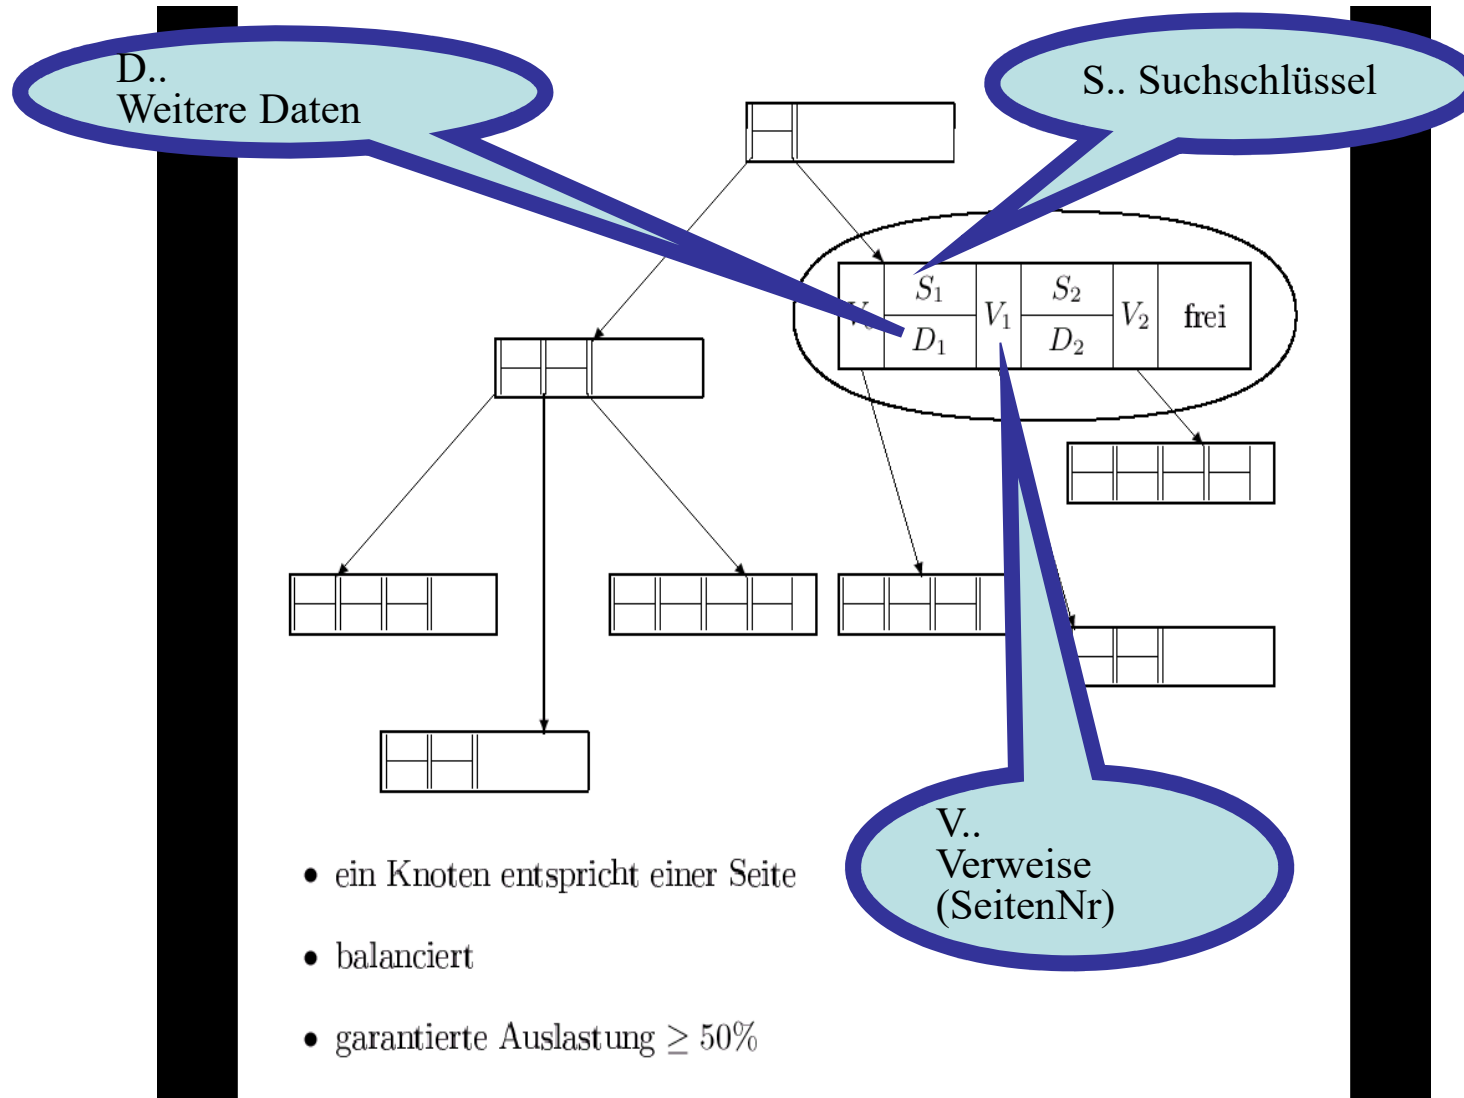 D..
Weitere Daten
S.. Suchschlüssel
S₁
S₂
V₁
V₂
frei
D₁
D₂
V..
Verweise
(SeitenNr)
• ein Knoten entspricht einer Seite
• balanciert
• garantierte Auslastung ≥ 50%